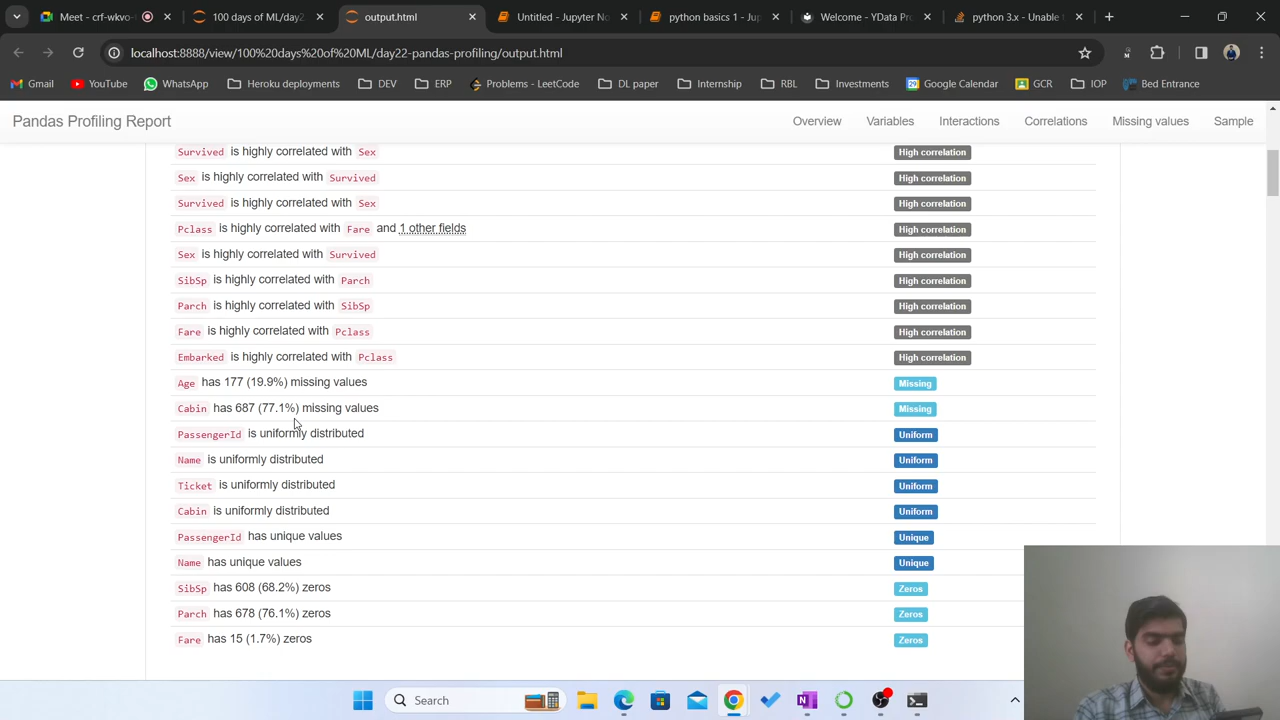 Meet - crf-wkvo-
100 days of ML/day2
output.html
Untitled - Jupyter No
python basics 1 - Jup
Welcome - YData Pr
python 3.x - Unable
localhost:8888/view/100%20days%20of%20ML/day22-pandas-profiling/output.html
Gmail
YouTube
WhatsApp
Heroku deployments
DEV
ERP
Problems - LeetCode
DL paper
Internship
RBL
Investments
Google Calendar
GCR
IOP
Bed Entrance
Pandas Profiling Report
Overview
Variables
Interactions
Correlations
Missing values
Sample
Survived is highly correlated with Sex High correlation
Sex is highly correlated with Survived High correlation
Survived is highly correlated with Sex High correlation
Pclass is highly correlated with Fare and 1 other fields High correlation
Sex is highly correlated with Survived High correlation
SibSp is highly correlated with Parch High correlation
Parch is highly correlated with SibSp High correlation
Fare is highly correlated with Pclass High correlation
Embarked is highly correlated with Pclass High correlation
Age has 177 (19.9%) missing values Missing
Cabin has 687 (77.1%) missing values Missing
PassengerId is uniformly distributed Uniform
Name is uniformly distributed Uniform
Ticket is uniformly distributed Uniform
Cabin is uniformly distributed Uniform
PassengerId has unique values Unique
Name has unique values Unique
SibSp has 608 (68.2%) zeros Zeros
Parch has 678 (76.1%) zeros Zeros
Fare has 15 (1.7%) zeros Zeros
Search